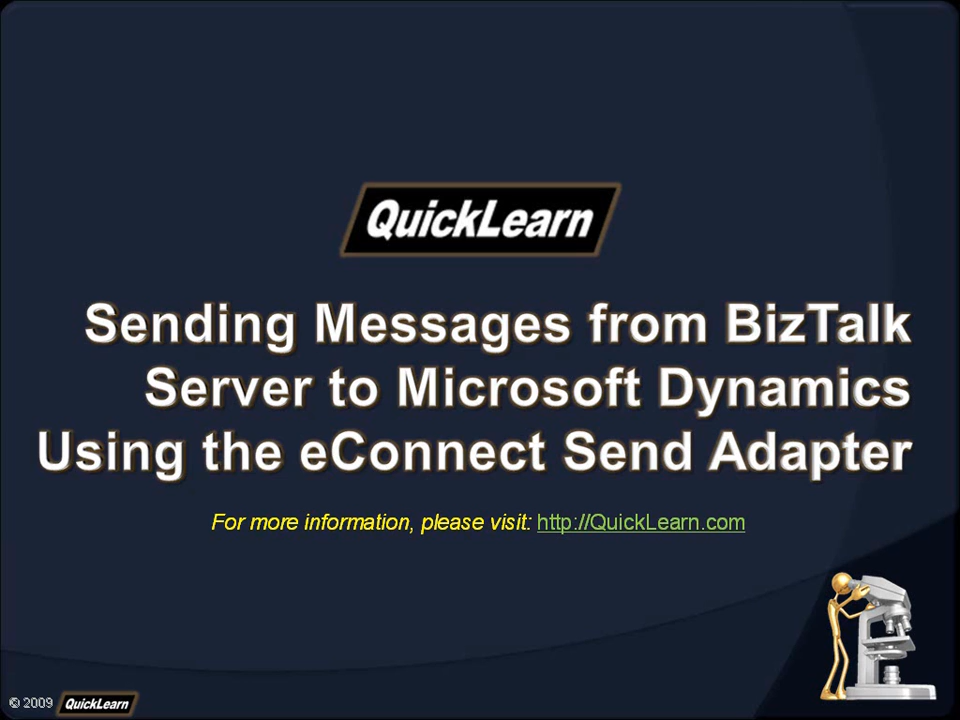 QuickLearn
Sending Messages from BizTalk
Server to Microsoft Dynamics
Using the eConnect Send Adapter
For more information, please visit: http://QuickLearn.com
© 2009 QuickLearn